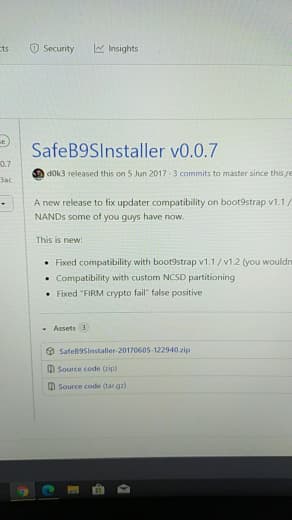 Security Insights
SafeB9SInstaller v0.0.7
d0k3 released this on 5 Jun 2017 · 3 commits to master since this
0.7
3ac
A new release to fix updater compatibility on boot9strap v1.1 /
NANDs some of you guys have now.
This is new:
• Fixed compatibility with boot9strap v1.1 / v1.2 (you wouldn
• Compatibility with custom NCSD partitioning
• Fixed "FIRM crypto fail" false positive
Assets 3
SafeB9SInstaller-20170605-122940.zip
Source code (zip)
Source code (tar.gz)